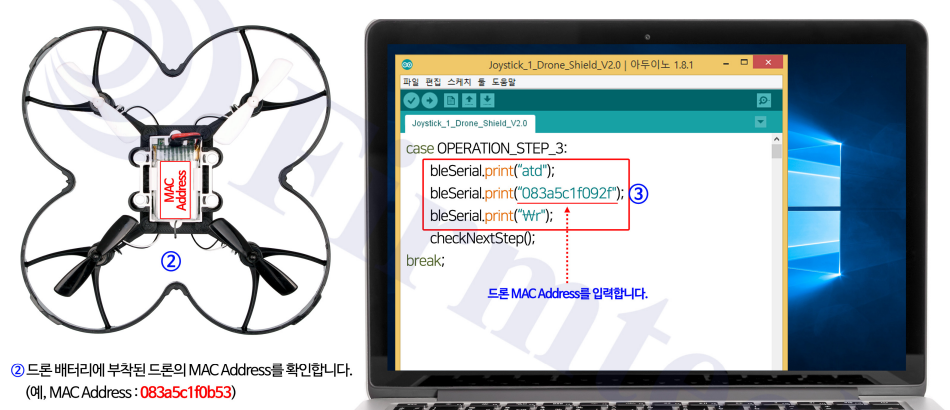 MAC
Address
②
② 드론 배터리에 부착된 드론의 MAC Address를 확인합니다.
(예, MAC Address : 083a5c1f0b53)
Joystick_1_Drone_Shield_V2.0 | 아두이노 1.8.1
파일 편집 스케치 툴 도움말
Joystick_1_Drone_Shield_V2.0
case OPERATION_STEP_3:
bleSerial.print("atd");
bleSerial.print("083a5c1f092f"); ③
bleSerial.print("₩r");
checkNextStep();
break;
드론 MAC Address를 입력합니다.